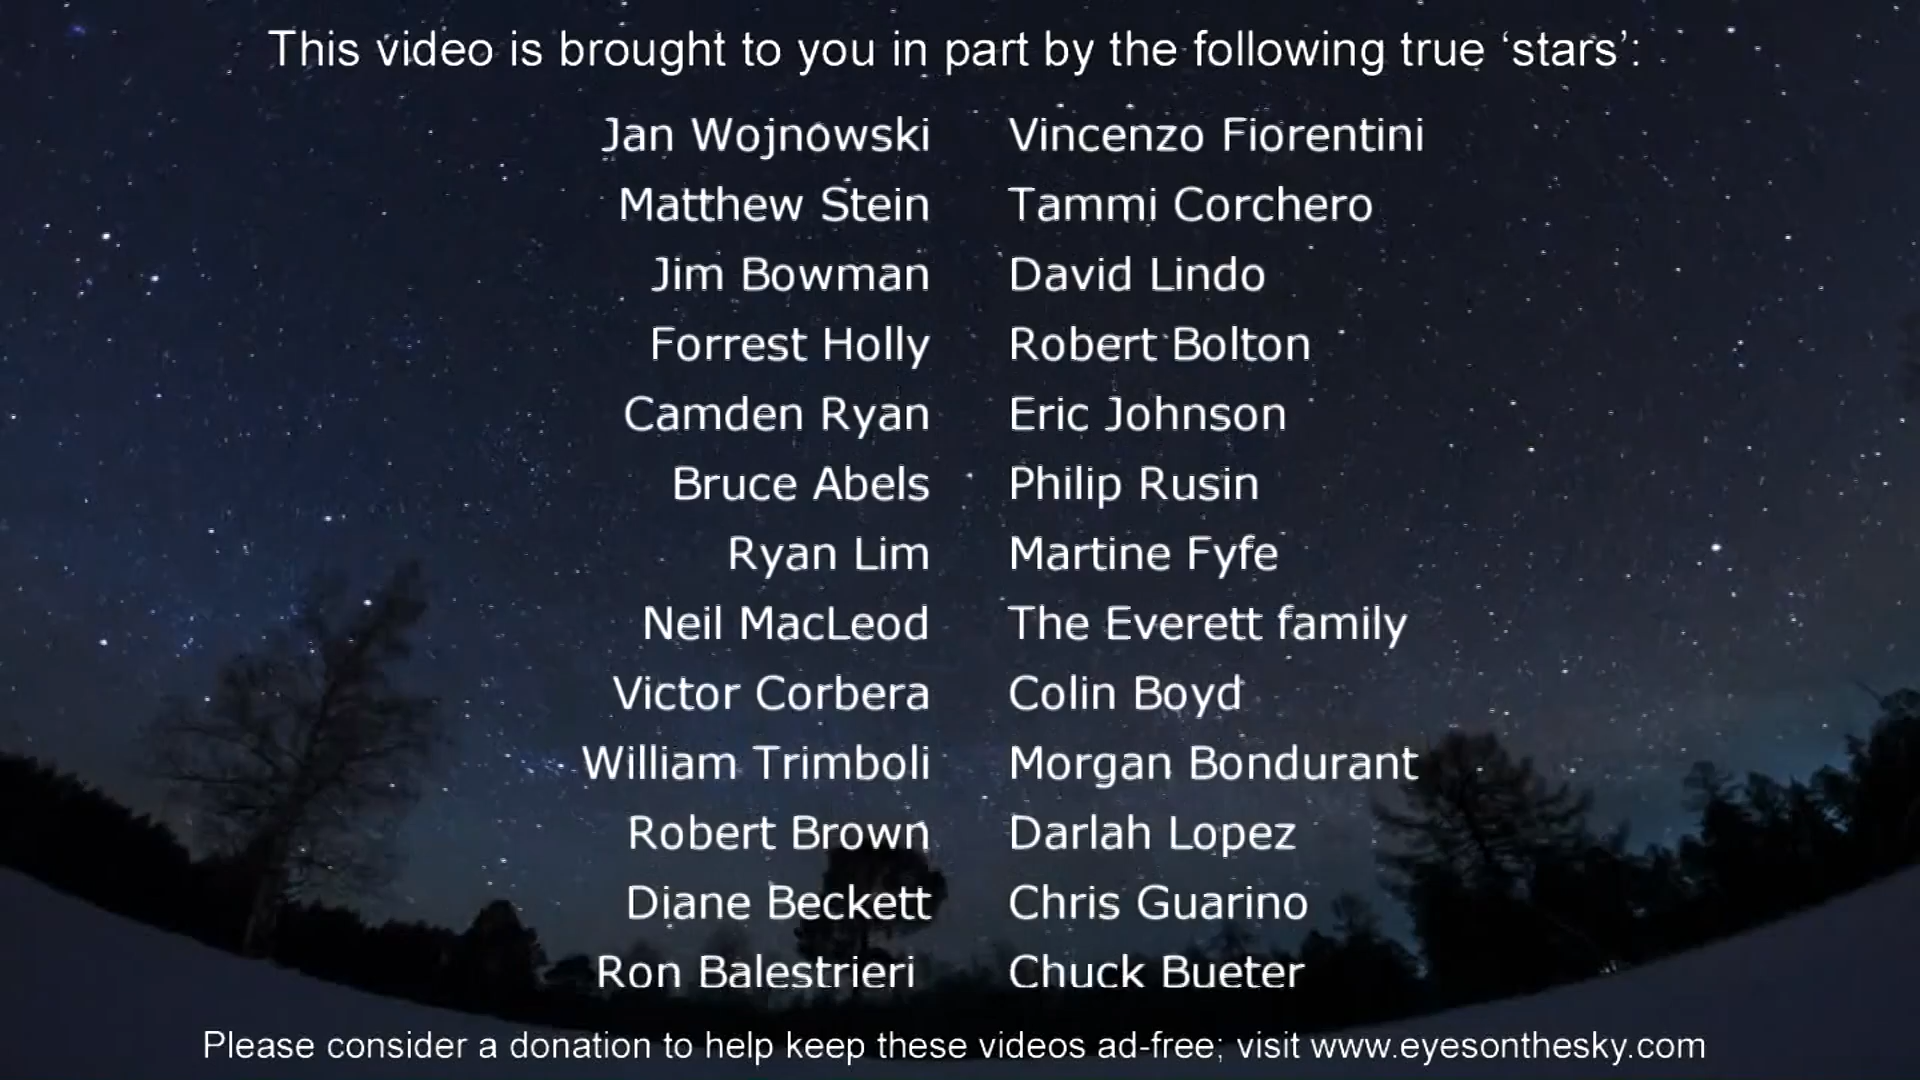 This video is brought to you in part by the following true ‘stars’:
Jan Wojnowski Vincenzo Fiorentini
Matthew Stein Tammi Corchero
Jim Bowman David Lindo
Forrest Holly Robert Bolton
Camden Ryan Eric Johnson
Bruce Abels Philip Rusin
Ryan Lim Martine Fyfe
Neil MacLeod The Everett family
Victor Corbera Colin Boyd
William Trimboli Morgan Bondurant
Robert Brown Darlah Lopez
Diane Beckett Chris Guarino
Ron Balestrieri Chuck Bueter
Please consider a donation to help keep these videos ad-free; visit www.eyesonthesky.com